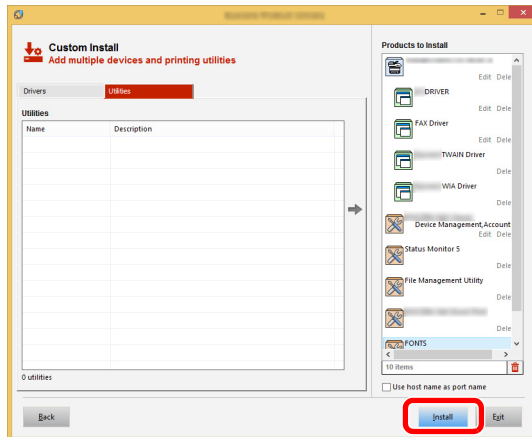 Custom Install
Add multiple devices and printing utilities
Drivers
Utilities
Utilities
Name
Description
0 utilities
Products to Install
Edit Dele
DRIVER
Edit Dele
FAX Driver
Edit Dele
TWAIN Driver
Dele
WIA Driver
Dele
Device Management,Account
Edit Dele
Status Monitor 5
Dele
File Management Utility
Dele
Dele
FONTS
10 items
Use host name as port name
Back
Install
Exit